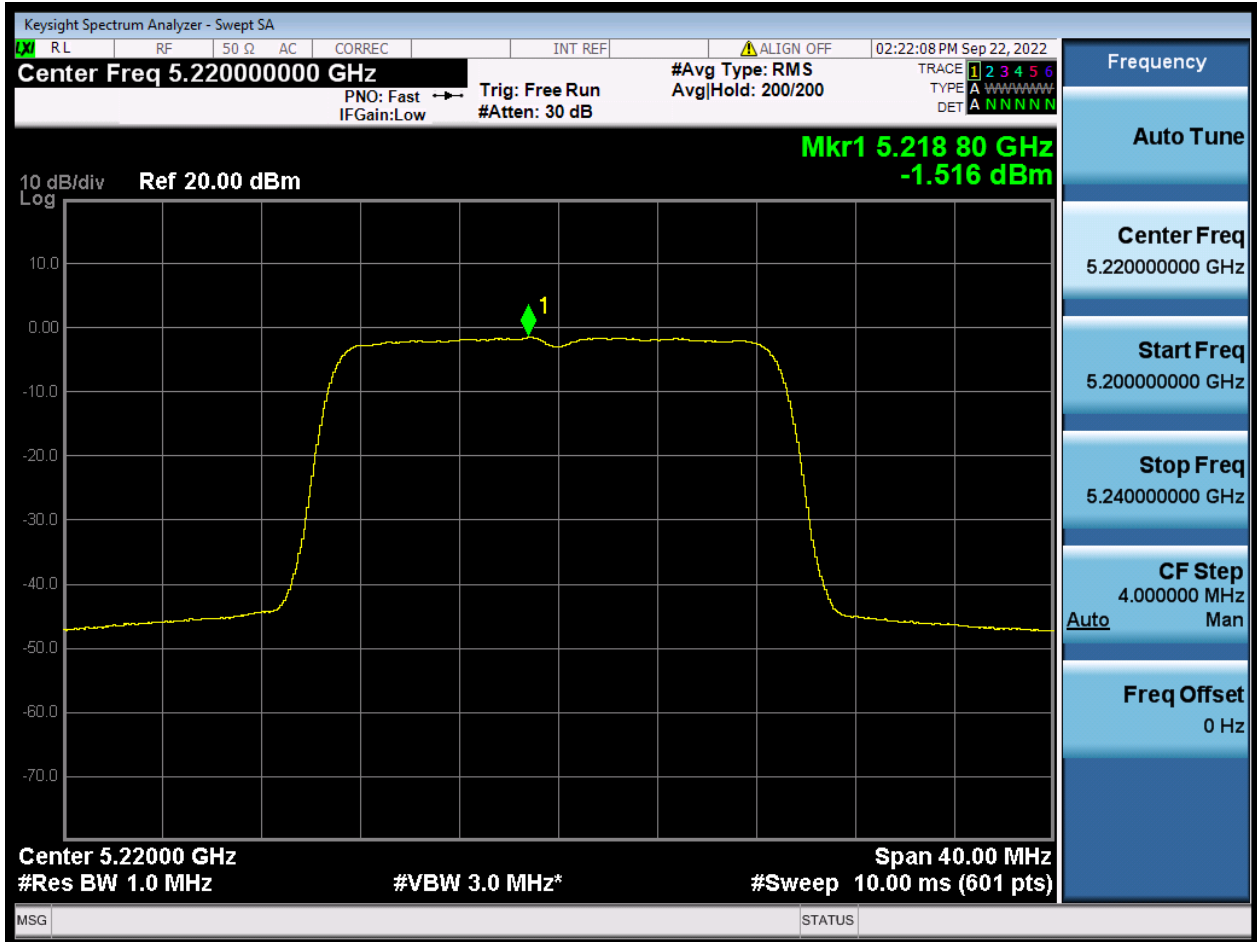 Keysight Spectrum Analyzer - Swept SA
LXI RL RF 50 Ω AC CORREC INT REF ALIGN OFF 02:22:08 PM Sep 22, 2022
Center Freq 5.220000000 GHz
PNO: Fast
IFGain:Low
Trig: Free Run
#Atten: 30 dB
#Avg Type: RMS
Avg|Hold: 200/200
TRACE 1 2 3 4 5 6
TYPE A WWWWW
DET A N N N N N
Mkr1 5.218 80 GHz
-1.516 dBm
10 dB/div Ref 20.00 dBm
Log
10.0
1
0.00
-10.0
-20.0
-30.0
-40.0
-50.0
-60.0
-70.0
Center 5.22000 GHz Span 40.00 MHz
#Res BW 1.0 MHz #VBW 3.0 MHz* #Sweep 10.00 ms (601 pts)
MSG STATUS
Frequency
Auto Tune
Center Freq
5.220000000 GHz
Start Freq
5.200000000 GHz
Stop Freq
5.240000000 GHz
CF Step
4.000000 MHz
Auto Man
Freq Offset
0 Hz